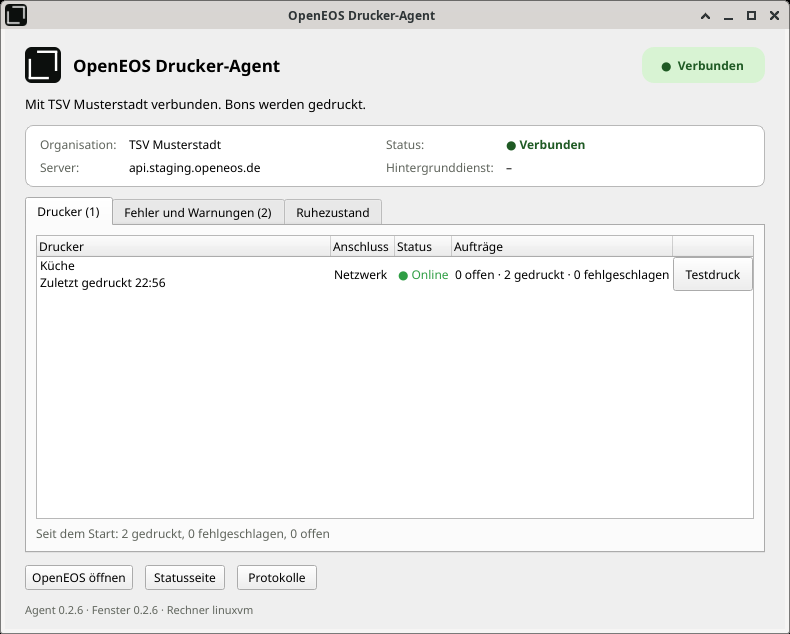 OpenEOS Drucker-Agent
OpenEOS Drucker-Agent
● Verbunden
Mit TSV Musterstadt verbunden. Bons werden gedruckt.
Organisation: TSV Musterstadt Status: ● Verbunden
Server: api.staging.openeos.de Hintergrunddienst: –
Drucker (1) Fehler und Warnungen (2) Ruhezustand
Drucker Anschluss Status Aufträge
Küche
Zuletzt gedruckt 22:56
Netzwerk ● Online 0 offen · 2 gedruckt · 0 fehlgeschlagen Testdruck
Seit dem Start: 2 gedruckt, 0 fehlgeschlagen, 0 offen
OpenEOS öffnen Statusseite Protokolle
Agent 0.2.6 · Fenster 0.2.6 · Rechner linuxvm